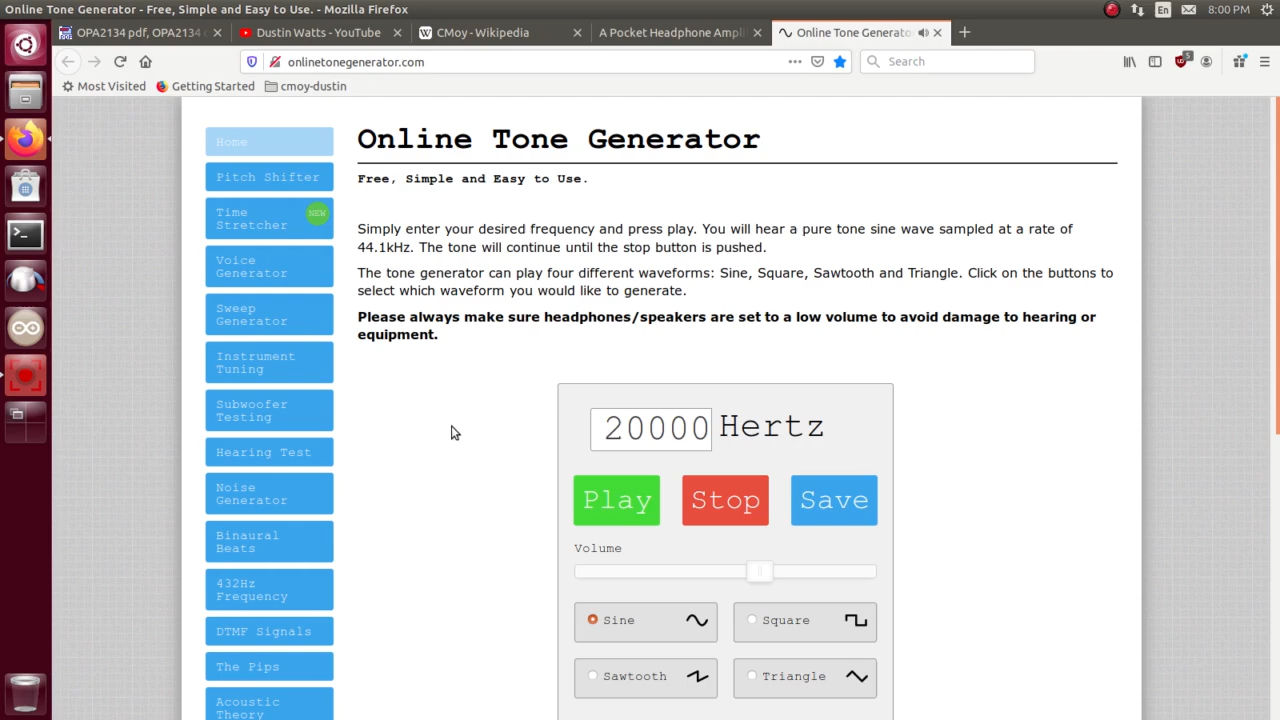 Online Tone Generator - Free, Simple and Easy to Use. - Mozilla Firefox
En
8:00 PM
OPA2134 pdf, OPA2134 
Dustin Watts - YouTube
CMoy - Wikipedia
A Pocket Headphone Ampl
Online Tone Generato
onlinetonegenerator.com
Search
5
Most Visited
Getting Started
cmoy-dustin
Home
Pitch Shifter
Time
Stretcher
NEW
Voice
Generator
Sweep
Generator
Instrument
Tuning
Subwoofer
Testing
Hearing Test
Noise
Generator
Binaural
Beats
432Hz
Frequency
DTMF Signals
The Pips
Acoustic
Theory
Online Tone Generator
Free, Simple and Easy to Use.
Simply enter your desired frequency and press play. You will hear a pure tone sine wave sampled at a rate of
44.1kHz. The tone will continue until the stop button is pushed.
The tone generator can play four different waveforms: Sine, Square, Sawtooth and Triangle. Click on the buttons to
select which waveform you would like to generate.
Please always make sure headphones/speakers are set to a low volume to avoid damage to hearing or
equipment.
20000 Hertz
Play
Stop
Save
Volume
Sine
Square
Sawtooth
Triangle